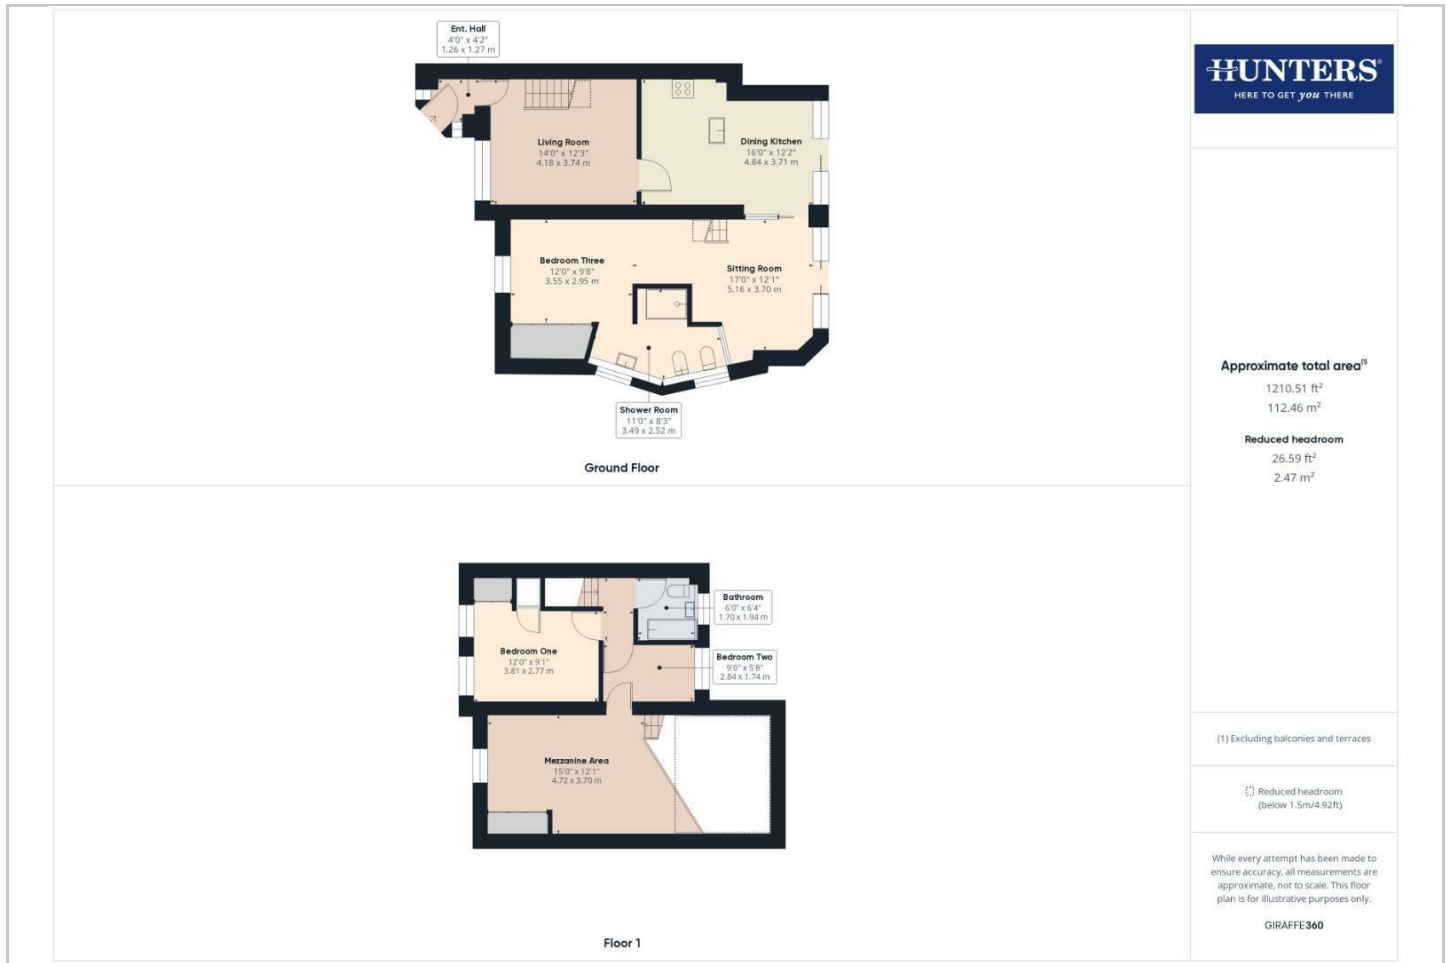 Ent. Hall
4'0" x 4'2"
1.26 x 1.27 m
Living Room
14'0" x 12'3"
4.18 x 3.74 m
Dining Kitchen
16'0" x 12'2"
4.84 x 3.71 m
Bedroom Three
12'0" x 9'8"
3.55 x 2.95 m
Sitting Room
17'0" x 12'1"
5.16 x 3.70 m
Shower Room
11'0" x 8'3"
3.49 x 2.52 m
Ground Floor
Bathroom
6'0" x 6'4"
1.70 x 1.94 m
Bedroom One
12'0" x 9'1"
3.81 x 2.77 m
Bedroom Two
9'0" x 5'8"
2.84 x 1.74 m
Mezzanine Area
15'0" x 12'1"
4.72 x 3.70 m
Floor 1
HUNTERS®
HERE TO GET you THERE
Approximate total area(1)
1210.51 ft²
112.46 m²
Reduced headroom
26.59 ft²
2.47 m²
(1) Excluding balconies and terraces
Reduced headroom
(below 1.5m/4.92ft)
While every attempt has been made to
ensure accuracy, all measurements are
approximate, not to scale. This floor
plan is for illustrative purposes only.
GIRAFFE360